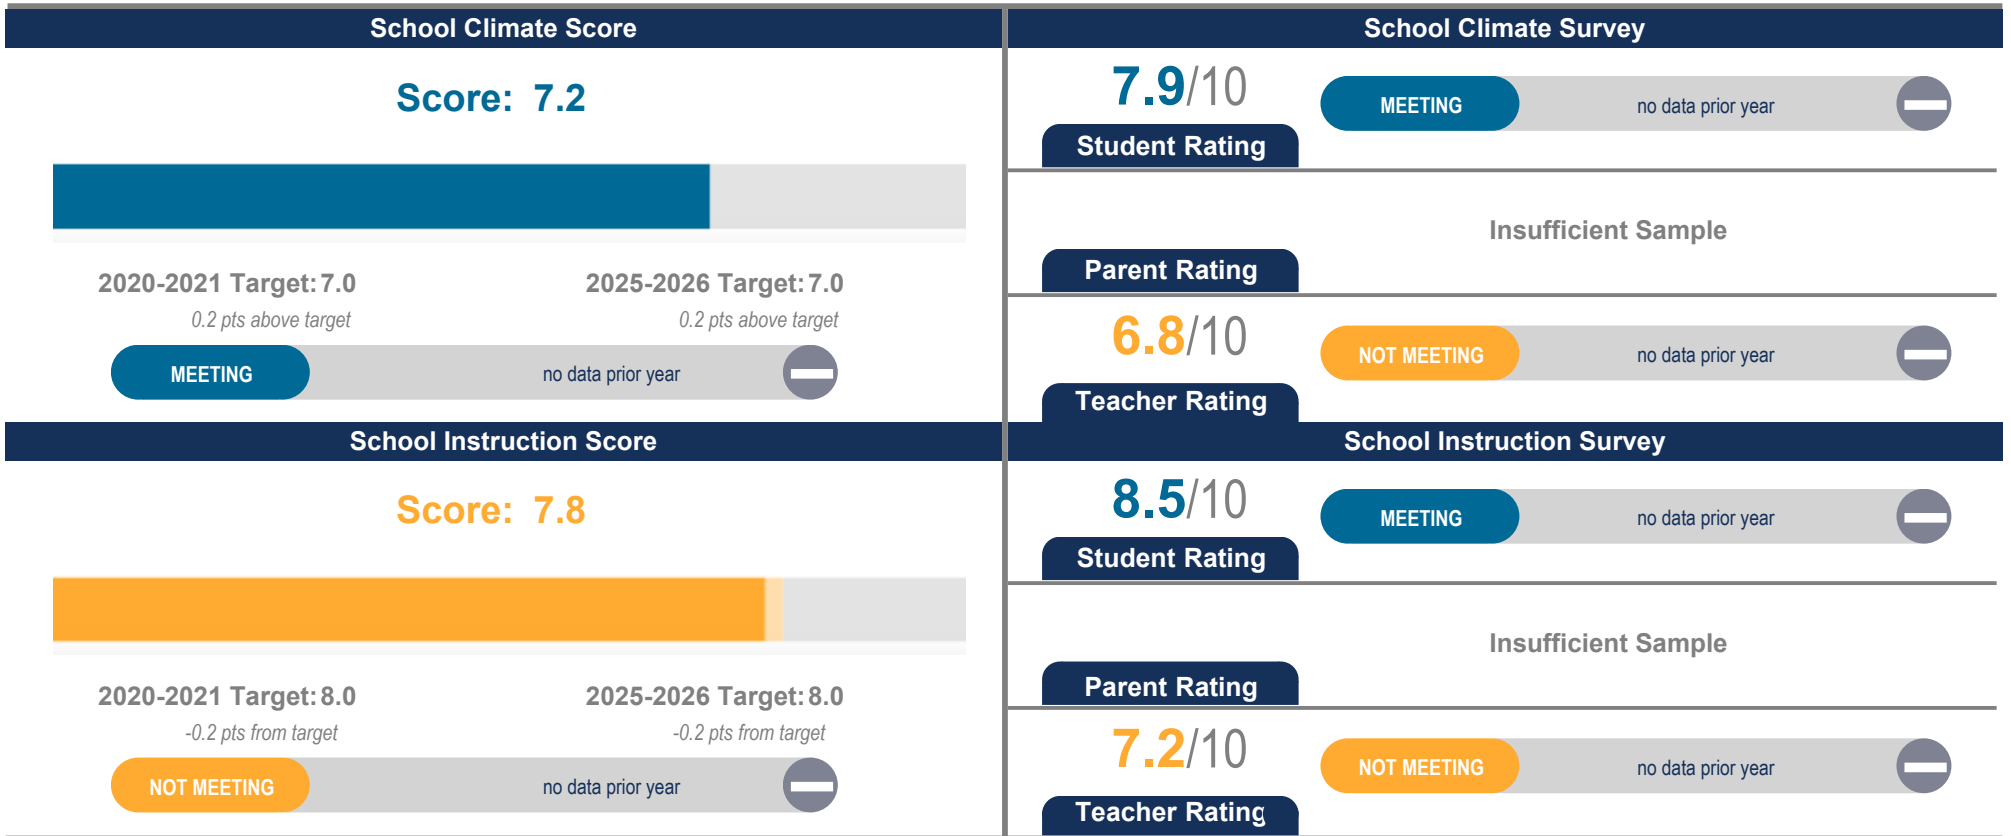 School Climate Score
Score: 7.2
2020-2021 Target: 7.0
0.2 pts above target
2025-2026 Target: 7.0
0.2 pts above target
MEETING
no data prior year
School Climate Survey
7.9/10
Student Rating
MEETING
no data prior year
Insufficient Sample
Parent Rating
6.8/10
Teacher Rating
NOT MEETING
no data prior year
School Instruction Score
Score: 7.8
2020-2021 Target: 8.0
-0.2 pts from target
2025-2026 Target: 8.0
-0.2 pts from target
NOT MEETING
no data prior year
School Instruction Survey
8.5/10
Student Rating
MEETING
no data prior year
Insufficient Sample
Parent Rating
7.2/10
Teacher Rating
NOT MEETING
no data prior year